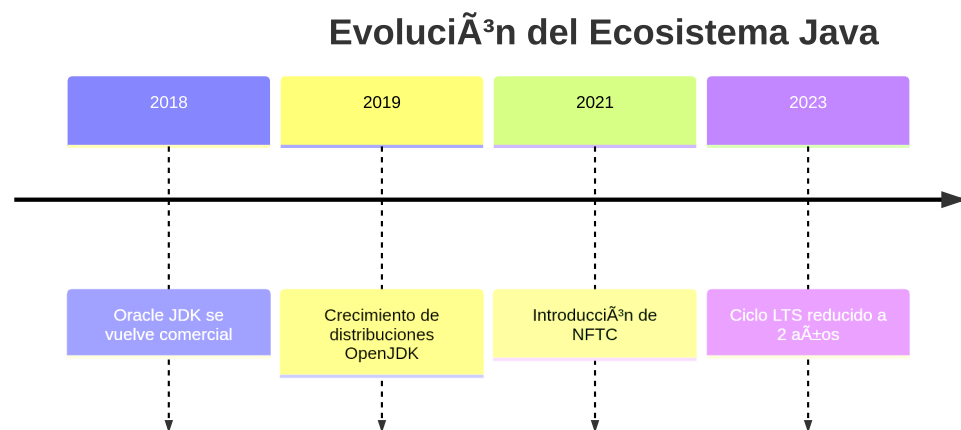 EvoluciÃ³n del Ecosistema Java
2018
2019
2021
2023
Oracle JDK se
vuelve comercial
Crecimiento de
distribuciones
OpenJDK
IntroducciÃ³n de
NFTC
Ciclo LTS reducido a
2 aÃ±os